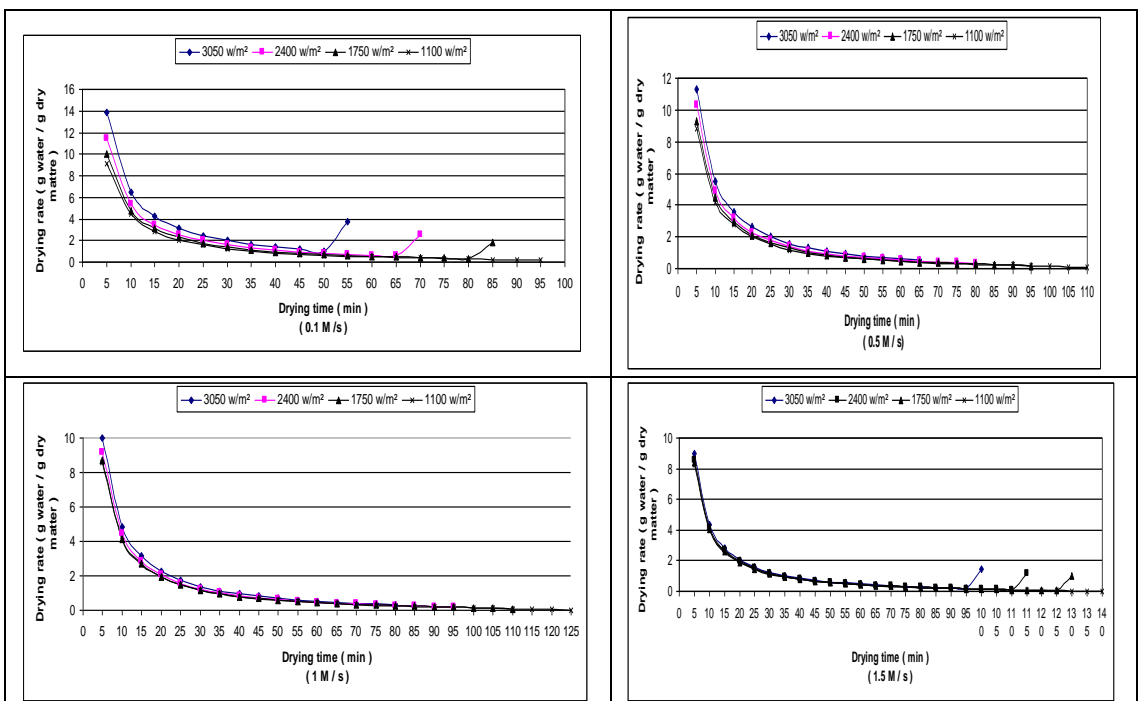 3050 w/m² 2400 w/m² 1750 w/m² 1100 w/m²
Drying rate ( g water / g dry
mattre )
16
14
12
10
8
6
4
2
0
0 5 10 15 20 25 30 35 40 45 50 55 60 65 70 75 80 85 90 95 100
Drying time ( min )
( 0.1 M /s )
3050 w/m² 2400 w/m² 1750 w/m² 1100 w/m²
Drying rate ( g water / g dry
matter )
12
10
8
6
4
2
0
0 5 10 15 20 25 30 35 40 45 50 55 60 65 70 75 80 85 90 95 100 105 110
Drying time ( min )
( 0.5 M / s)
3050 w/m² 2400 w/m² 1750 w/m² 1100 w/m²
Drying rate ( g water / g dry
matter )
10
8
6
4
2
0
0 5 10 15 20 25 30 35 40 45 50 55 60 65 70 75 80 85 90 95 100 105 110 115 120 125
Drying time ( min )
( 1 M / s )
3050 w/m² 2400 w/m² 1750 w/m² 1100 w/m²
Drying rate ( g water / g dry
matter )
10
8
6
4
2
0
0 5 10 15 20 25 30 35 40 45 50 55 60 65 70 75 80 85 90 95 10 10 11 11 12 12 13 13 14
0 5 0 5 0 5 0 5 0
Drying time ( min )
( 1.5 M / s )